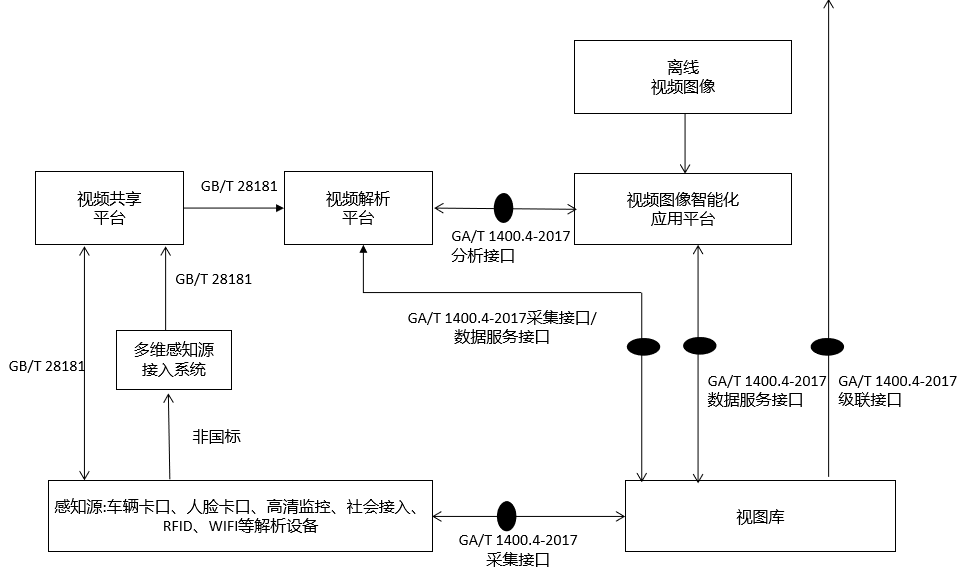 离线
视频图像
视频共享
平台
GB/T 28181
视频解析
平台
视频图像智能化
应用平台
GA/T 1400.4-2017
分析接口
GB/T 28181
GA/T 1400.4-2017采集接口/
数据服务接口
多维感知源
接入系统
GB/T 28181
GA/T 1400.4-2017
数据服务接口
GA/T 1400.4-2017
级联接口
非国标
感知源:车辆卡口、人脸卡口、高清监控、社会接入、
RFID、WIFI等解析设备
视图库
GA/T 1400.4-2017
采集接口